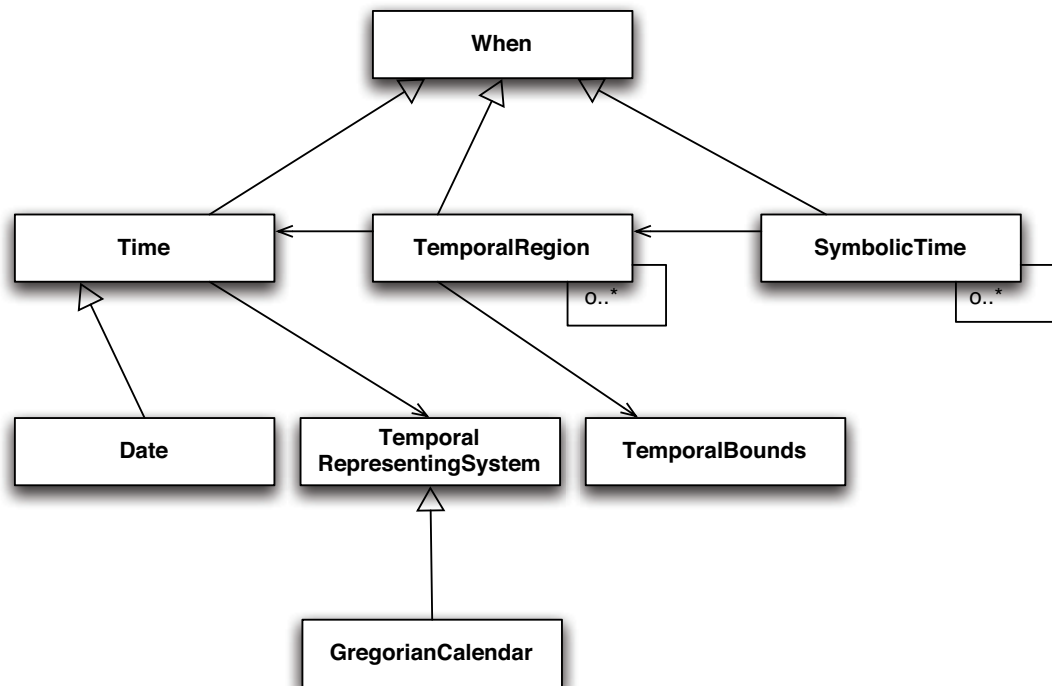 When
Time
TemporalRegion
SymbolicTime
o..*
o..*
Date
Temporal
RepresentingSystem
TemporalBounds
GregorianCalendar